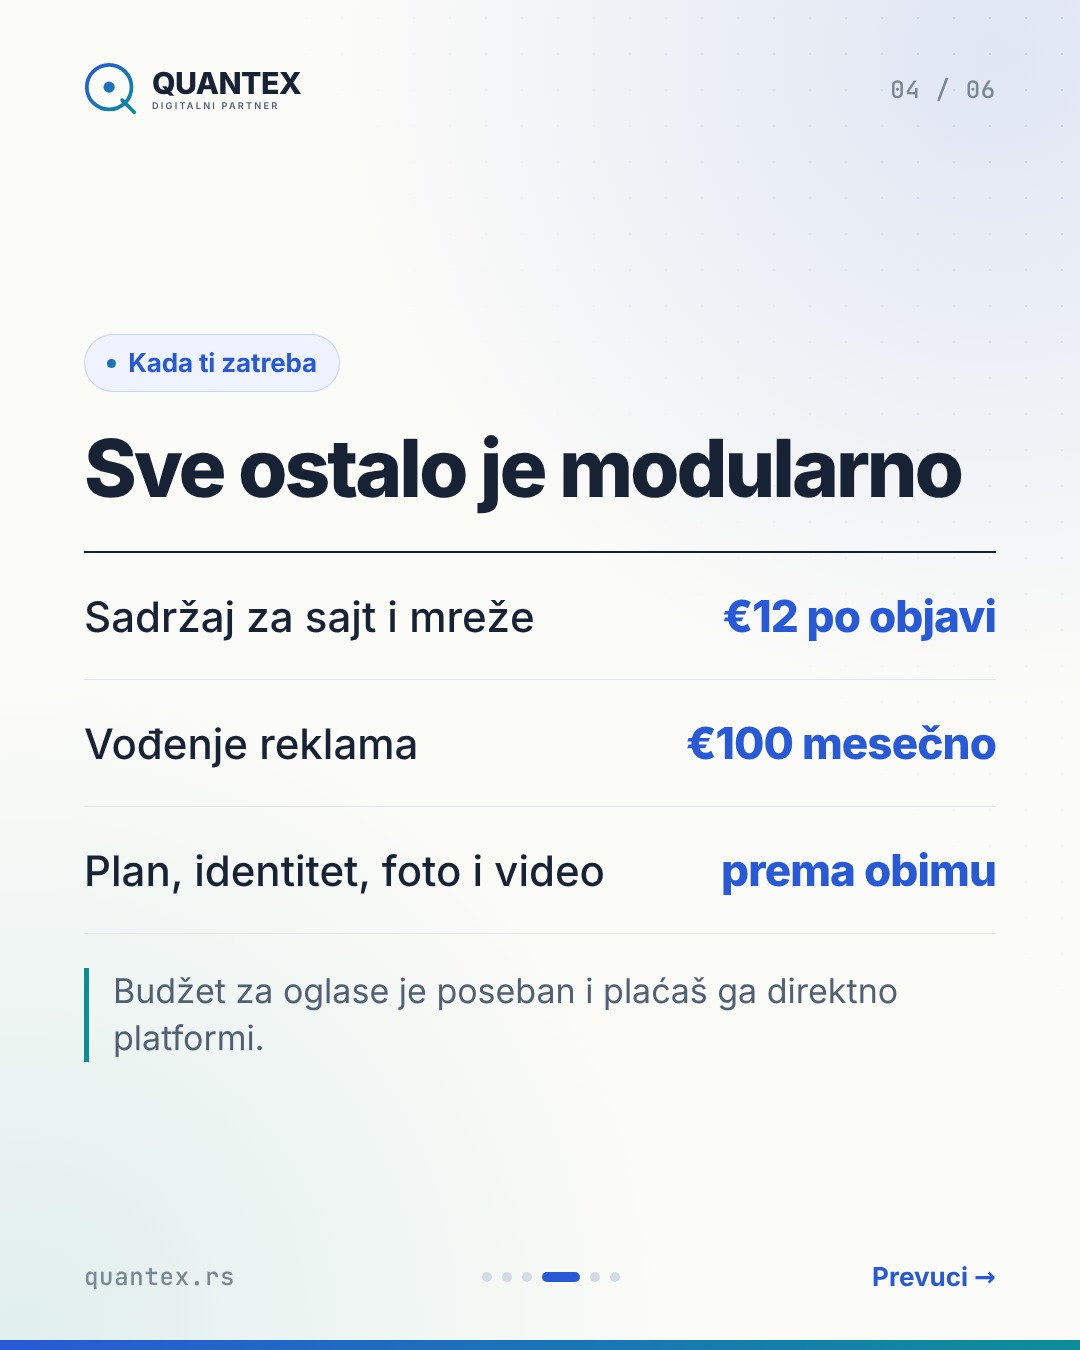 QUANTEX
DIGITALNI PARTNER
04 / 06
Kada ti zatreba
Sve ostalo je modularno
Sadržaj za sajt i mreže €12 po objavi
Vođenje reklama €100 mesečno
Plan, identitet, foto i video prema obimu
Budžet za oglase je poseban i plaćaš ga direktno
platformi.
quantex.rs
Prevuci →